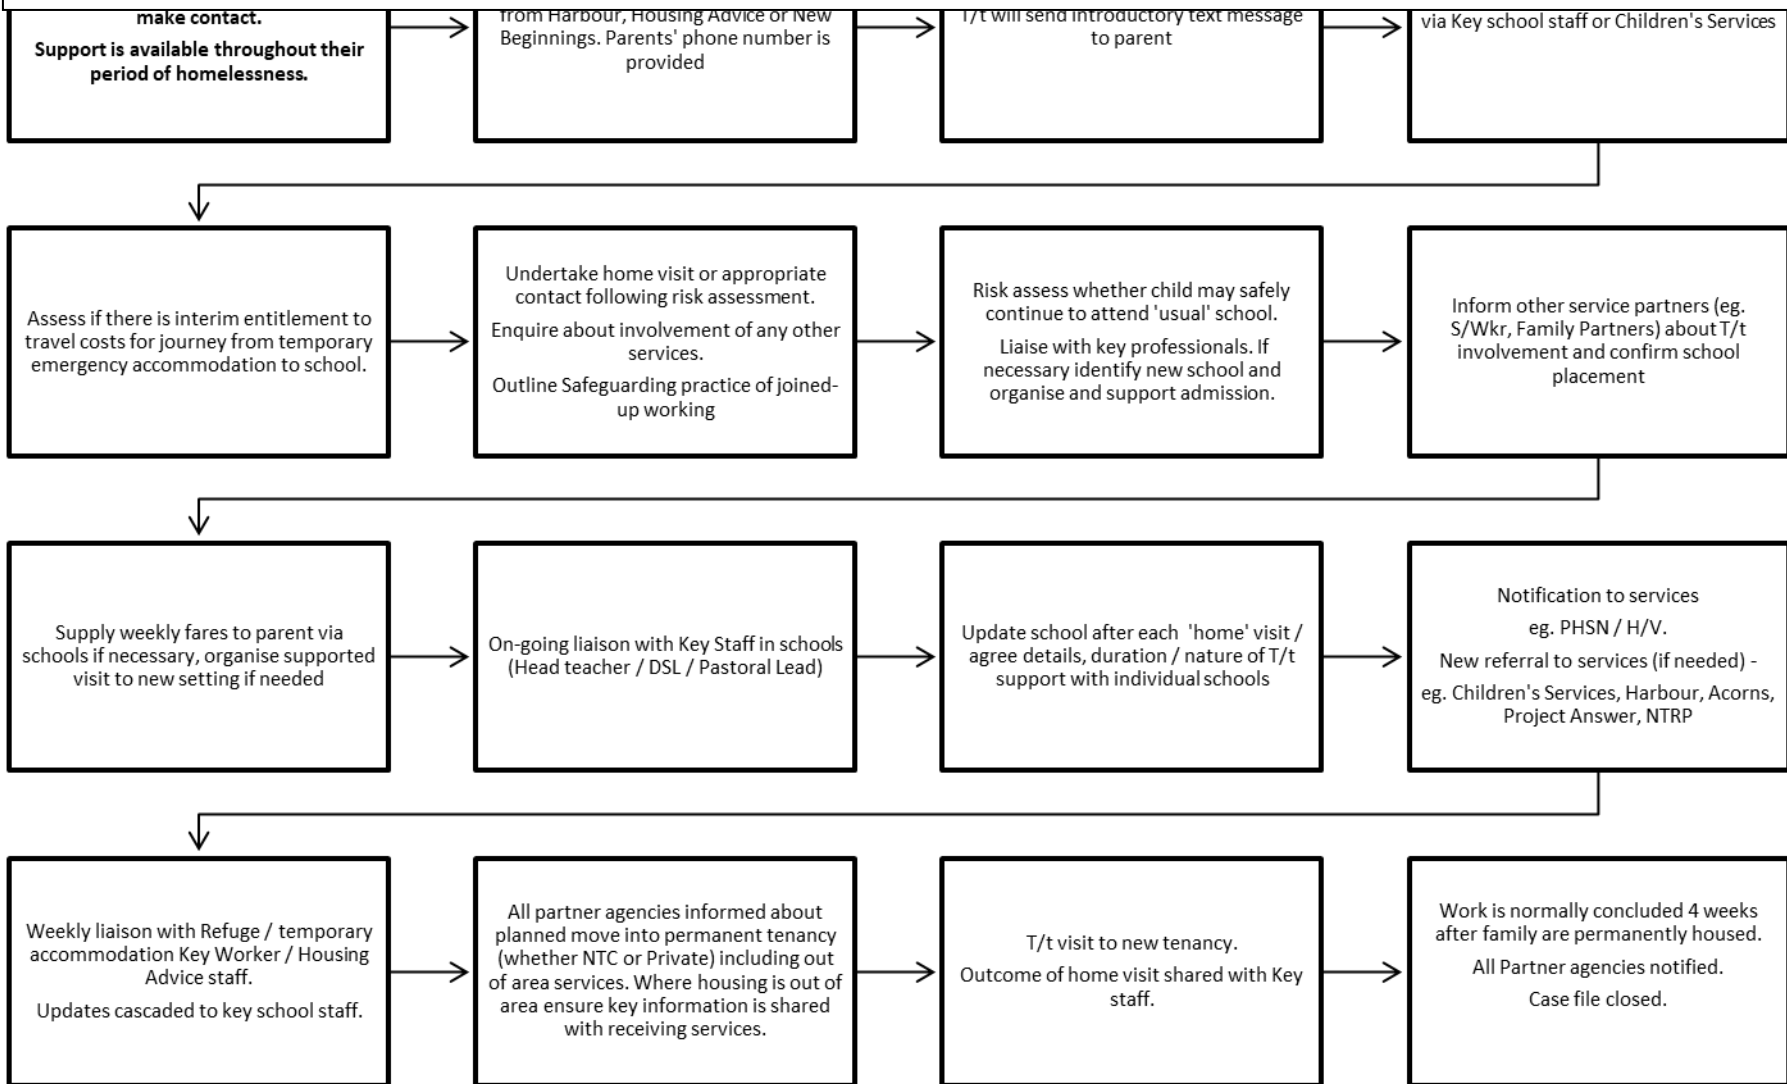 make contact.
Support is available throughout their
period of homelessness.
from Harbour, Housing Advice or New
Beginnings. Parents' phone number is
provided
T/t will send introductory text message
to parent
via Key school staff or Children's Services
Assess if there is interim entitlement to
travel costs for journey from temporary
emergency accommodation to school.
Undertake home visit or appropriate
contact following risk assessment.
Enquire about involvement of any other
services.
Outline Safeguarding practice of joined-
up working
Risk assess whether child may safely
continue to attend 'usual' school.
Liaise with key professionals. If
necessary identify new school and
organise and support admission.
Inform other service partners (eg.
S/Wkr, Family Partners) about T/t
involvement and confirm school
placement
Supply weekly fares to parent via
schools if necessary, organise supported
visit to new setting if needed
On-going liaison with Key Staff in schools
(Head teacher / DSL / Pastoral Lead)
Update school after each 'home' visit /
agree details, duration / nature of T/t
support with individual schools
Notification to services
eg. PHSN / H/V.
New referral to services (if needed) -
eg. Children's Services, Harbour, Acorns,
Project Answer, NTRP
Weekly liaison with Refuge / temporary
accommodation Key Worker / Housing
Advice staff.
Updates cascaded to key school staff.
All partner agencies informed about
planned move into permanent tenancy
(whether NTC or Private) including out
of area services. Where housing is out of
area ensure key information is shared
with receiving services.
T/t visit to new tenancy.
Outcome of home visit shared with Key
staff.
Work is normally concluded 4 weeks
after family are permanently housed.
All Partner agencies notified.
Case file closed.